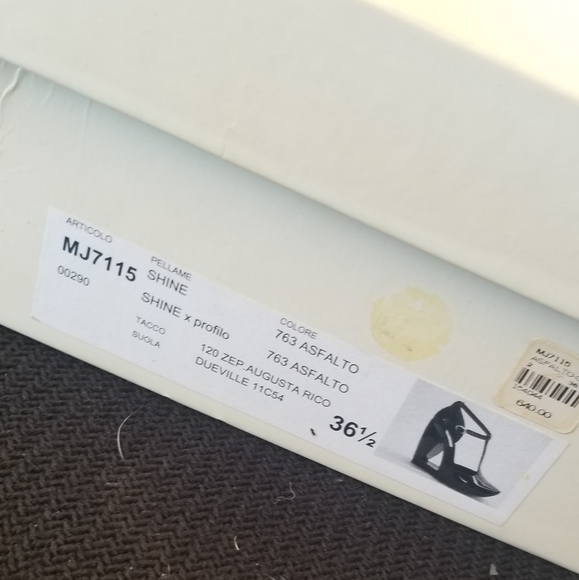 ARTICOLO
MJ7115
00290
PELLAME
SHINE
SHINE x profilo
COLORE
763 ASFALTO
763 ASFALTO
TACCO
SUOLA
120 ZEP.AUGUSTA RICO
DUEVILLE 11C54
36½
MJ7115
ASFALTO
640.00